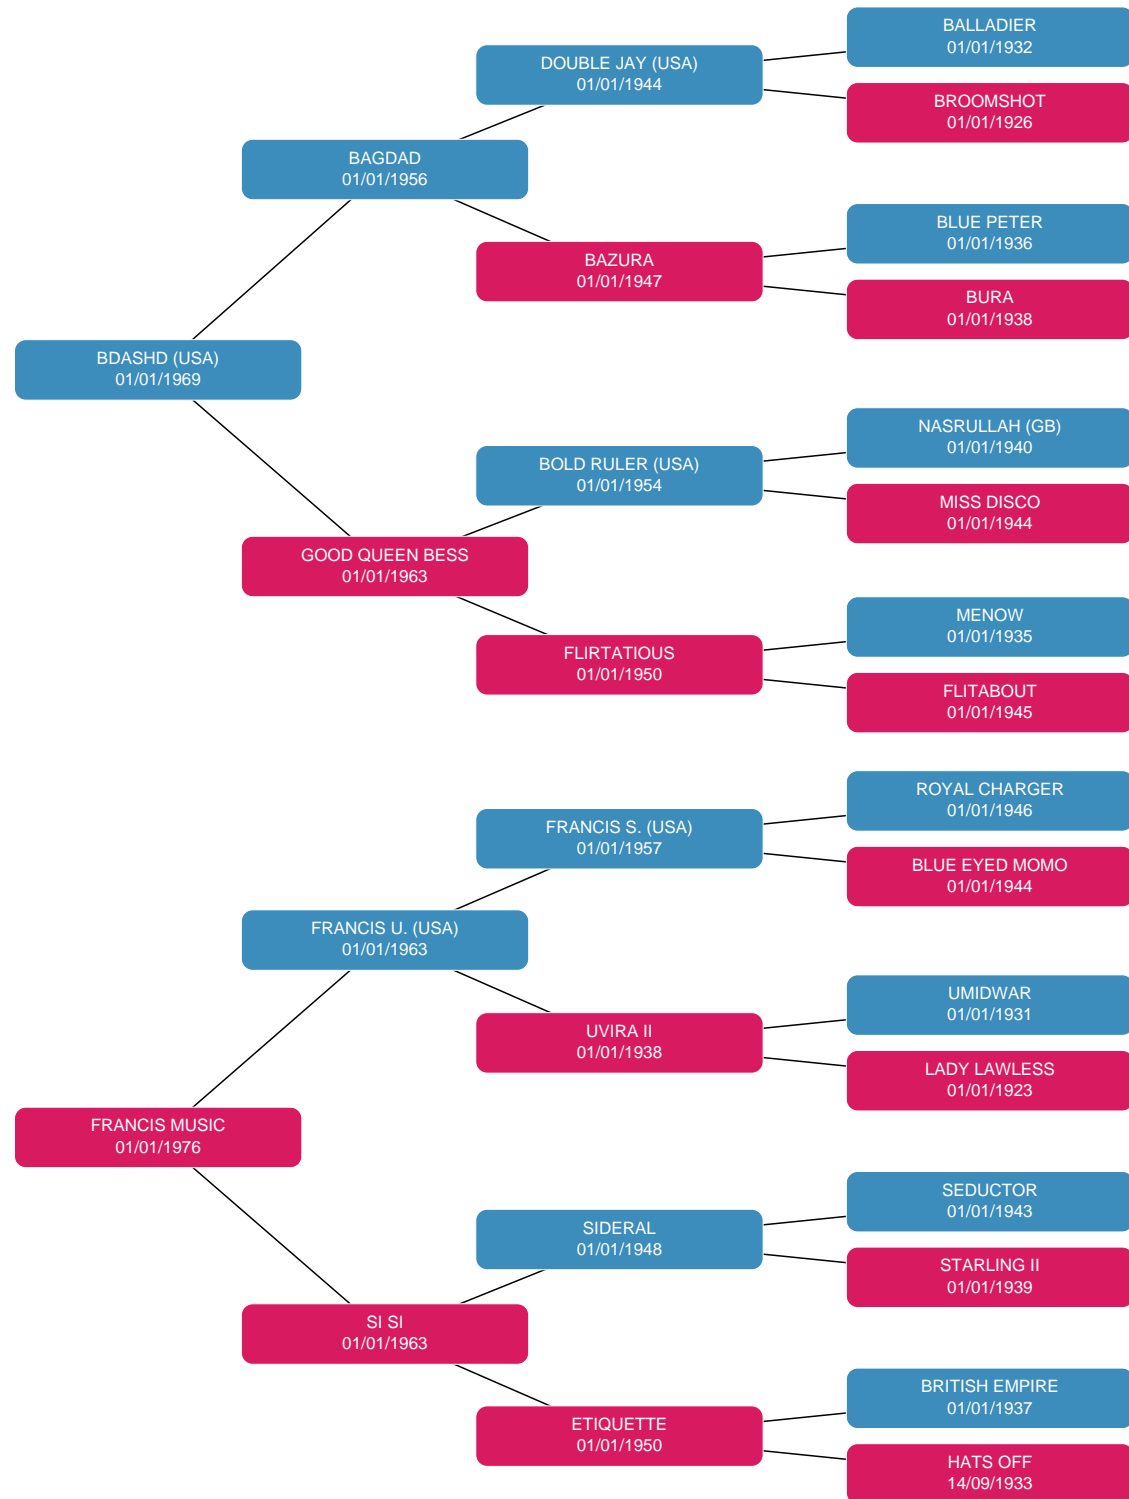 BALLADIER
01/01/1932
DOUBLE JAY (USA)
01/01/1944
BROOMSHOT
01/01/1926
BAGDAD
01/01/1956
BLUE PETER
01/01/1936
BAZURA
01/01/1947
BURA
01/01/1938
BDASHD (USA)
01/01/1969
NASRULLAH (GB)
01/01/1940
BOLD RULER (USA)
01/01/1954
MISS DISCO
01/01/1944
GOOD QUEEN BESS
01/01/1963
MENOW
01/01/1935
FLIRTATIOUS
01/01/1950
FLITABOUT
01/01/1945
ROYAL CHARGER
01/01/1946
FRANCIS S. (USA)
01/01/1957
BLUE EYED MOMO
01/01/1944
FRANCIS U. (USA)
01/01/1963
UMIDWAR
01/01/1931
UVIRA II
01/01/1938
LADY LAWLESS
01/01/1923
FRANCIS MUSIC
01/01/1976
SEDUCTOR
01/01/1943
SIDERAL
01/01/1948
STARLING II
01/01/1939
SI SI
01/01/1963
BRITISH EMPIRE
01/01/1937
ETIQUETTE
01/01/1950
HATS OFF
14/09/1933